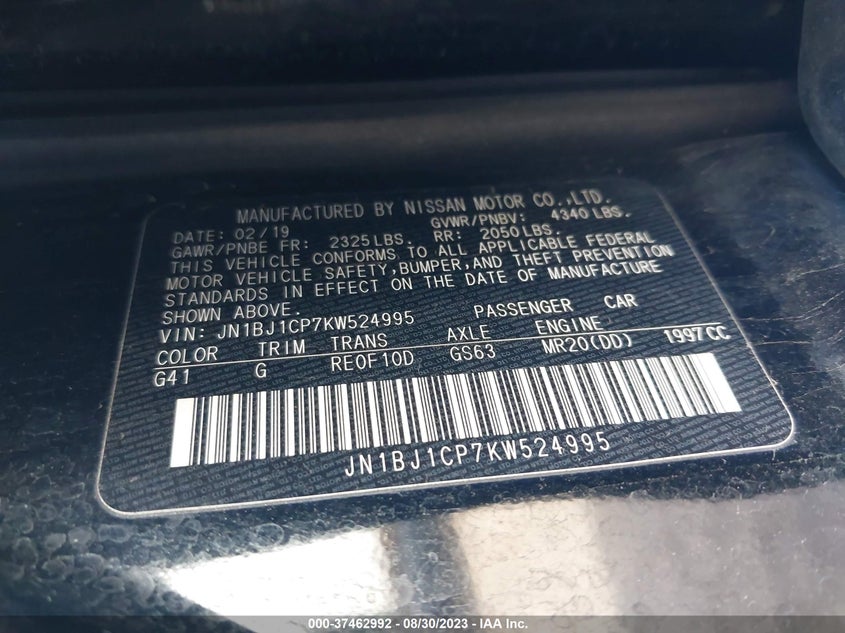 MANUFACTURED BY NISSAN MOTOR CO.,LTD.
DATE: 02/19 GVWR/PNBV: 4340 LBS.
GAWR/PNBE FR: 2325 LBS. RR: 2050 LBS.
THIS VEHICLE CONFORMS TO ALL APPLICABLE FEDERAL
MOTOR VEHICLE SAFETY, BUMPER, AND THEFT PREVENTION
STANDARDS IN EFFECT ON THE DATE OF MANUFACTURE
SHOWN ABOVE.
VIN: JN1BJ1CP7KW524995 PASSENGER CAR
COLOR TRIM TRANS AXLE ENGINE
G41 G RE0F10D GS63 MR20(DD) 1997CC
JN1BJ1CP7KW524995
000-37462992 - 08/30/2023 - IAA Inc.